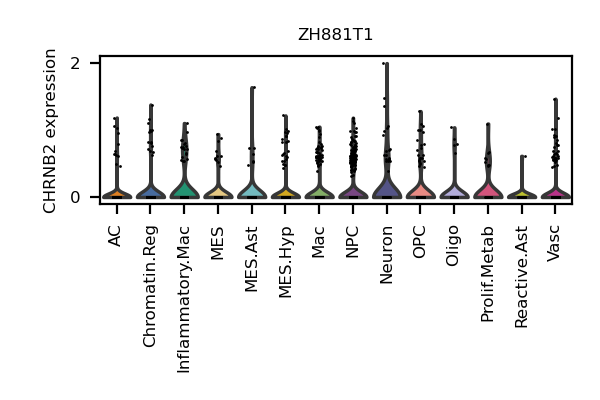 ZH881T1
CHRNB2 expression
2
0
AC
Chromatin.Reg
Inflammatory.Mac
MES
MES.Ast
MES.Hyp
Mac
NPC
Neuron
OPC
Oligo
Prolif.Metab
Reactive.Ast
Vasc